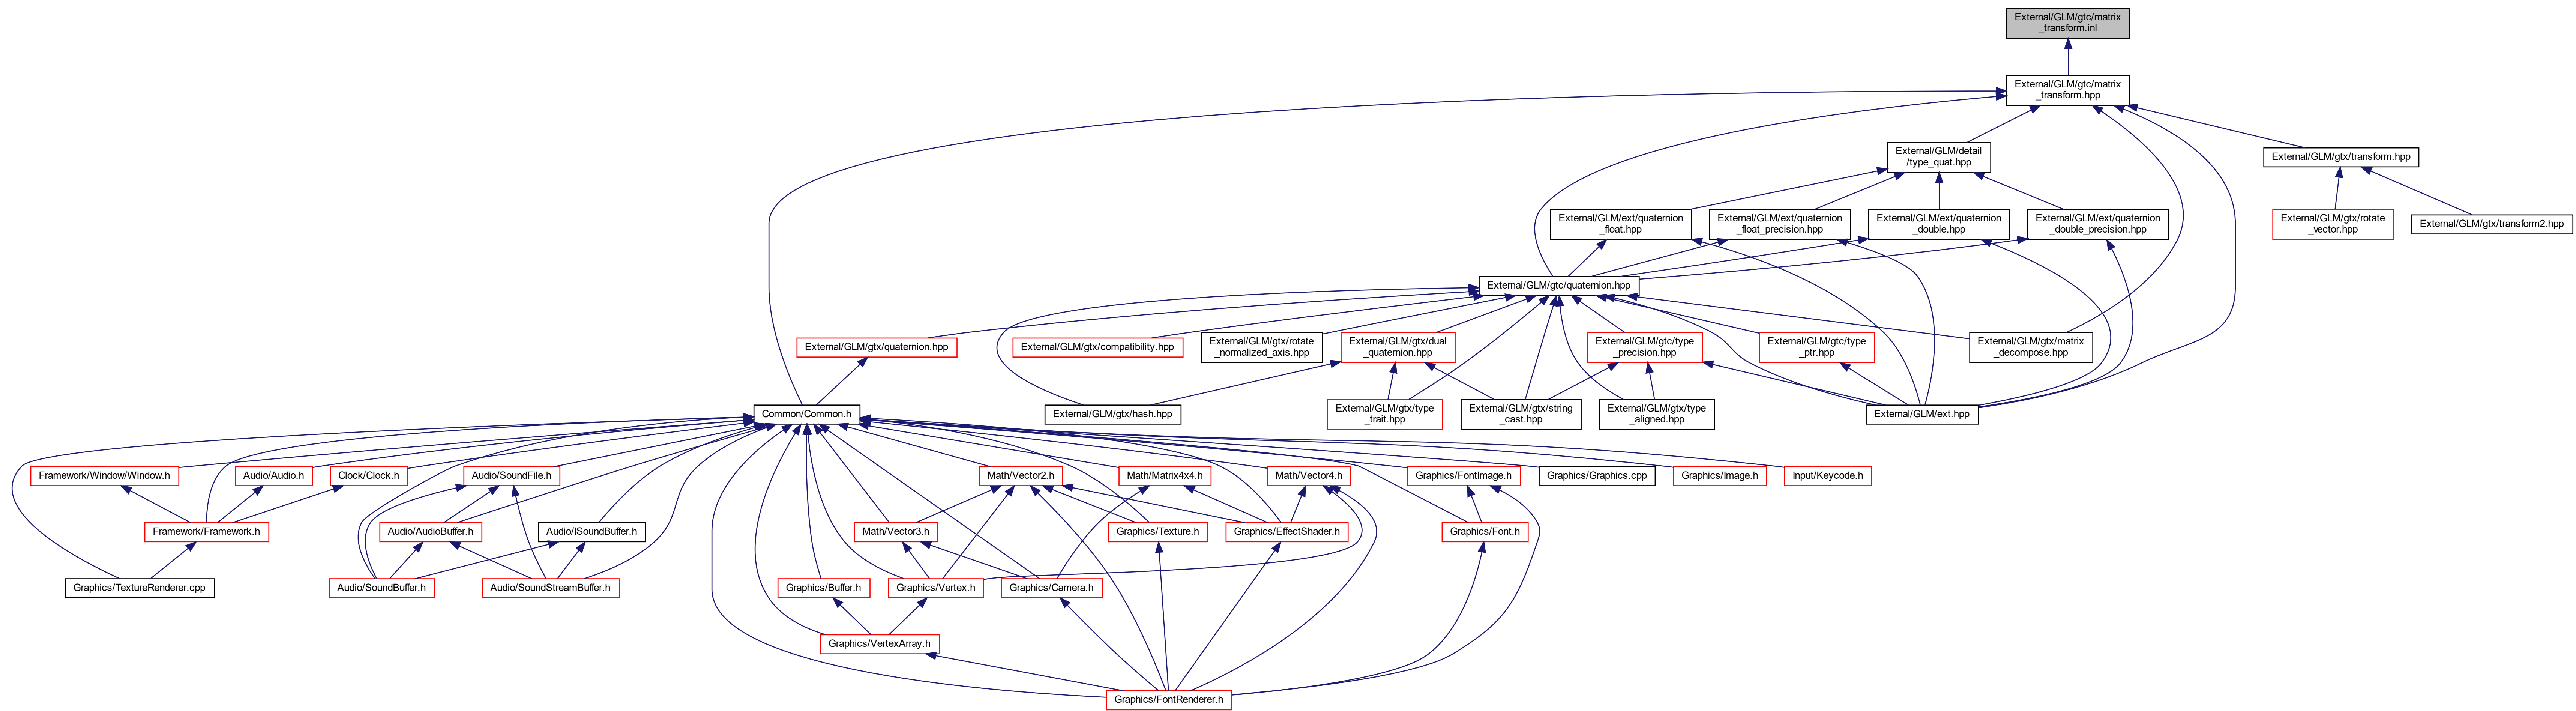 External/GLM/gtc/matrix
_transform.inl
External/GLM/gtc/matrix
_transform.hpp
External/GLM/detail
/type_quat.hpp
External/GLM/gtx/transform.hpp
External/GLM/ext/quaternion
_float.hpp
External/GLM/ext/quaternion
_float_precision.hpp
External/GLM/ext/quaternion
_double.hpp
External/GLM/ext/quaternion
_double_precision.hpp
External/GLM/gtx/rotate
_vector.hpp
External/GLM/gtx/transform2.hpp
External/GLM/gtc/quaternion.hpp
External/GLM/gtx/quaternion.hpp
External/GLM/gtx/compatibility.hpp
External/GLM/gtx/rotate
_normalized_axis.hpp
External/GLM/gtx/dual
_quaternion.hpp
External/GLM/gtc/type
_precision.hpp
External/GLM/gtc/type
_ptr.hpp
External/GLM/gtx/matrix
_decompose.hpp
Common/Common.h
External/GLM/gtx/hash.hpp
External/GLM/gtx/type
_trait.hpp
External/GLM/gtx/string
_cast.hpp
External/GLM/gtx/type
_aligned.hpp
External/GLM/ext.hpp
Framework/Window/Window.h
Audio/Audio.h
Clock/Clock.h
Audio/SoundFile.h
Math/Vector2.h
Math/Matrix4x4.h
Math/Vector4.h
Graphics/FontImage.h
Graphics/Graphics.cpp
Graphics/Image.h
Input/Keycode.h
Framework/Framework.h
Audio/AudioBuffer.h
Audio/ISoundBuffer.h
Math/Vector3.h
Graphics/Texture.h
Graphics/EffectShader.h
Graphics/Font.h
Graphics/TextureRenderer.cpp
Audio/SoundBuffer.h
Audio/SoundStreamBuffer.h
Graphics/Buffer.h
Graphics/Vertex.h
Graphics/Camera.h
Graphics/VertexArray.h
Graphics/FontRenderer.h